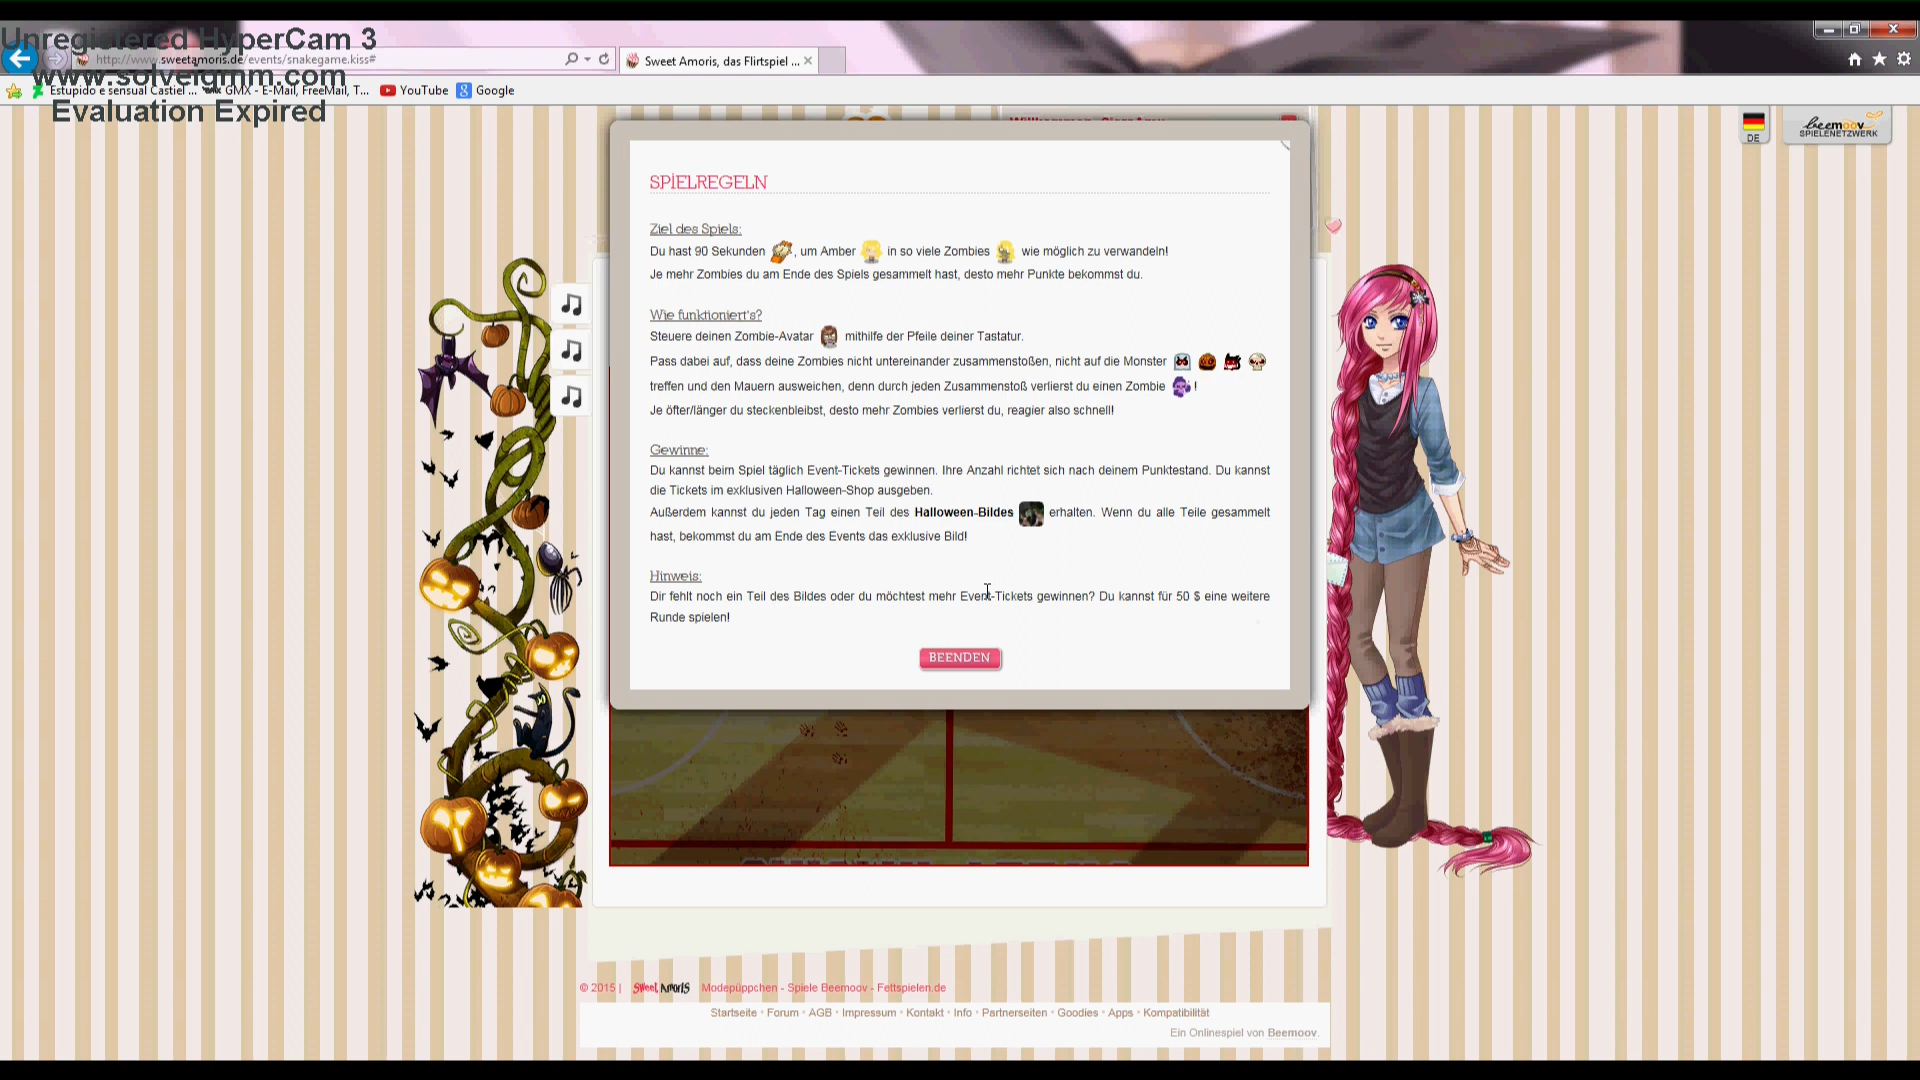 Unregistered HyperCam 3
http://www.sweetamoris.de/events/snakegame.kiss#
Sweet Amoris, das Flirtspiel ...
www.solveigmm.com
Estupido e sensual Castiel ...
GMX - E-Mail, FreeMail, T...
YouTube
Google
Evaluation Expired
DE
beemoov
SPIELENETZWERK
SPIELREGELN
Ziel des Spiels:
Du hast 90 Sekunden , um Amber in so viele Zombies wie möglich zu verwandeln!
Je mehr Zombies du am Ende des Spiels gesammelt hast, desto mehr Punkte bekommst du.
Wie funktioniert's?
Steuere deinen Zombie-Avatar mithilfe der Pfeile deiner Tastatur.
Pass dabei auf, dass deine Zombies nicht untereinander zusammenstoßen, nicht auf die Monster
treffen und den Mauern ausweichen, denn durch jeden Zusammenstoß verlierst du einen Zombie !
Je öfter/länger du steckenbleibst, desto mehr Zombies verlierst du, reagier also schnell!
Gewinne:
Du kannst beim Spiel täglich Event-Tickets gewinnen. Ihre Anzahl richtet sich nach deinem Punktestand. Du kannst
die Tickets im exklusiven Halloween-Shop ausgeben.
Außerdem kannst du jeden Tag einen Teil des Halloween-Bildes erhalten. Wenn du alle Teile gesammelt
hast, bekommst du am Ende des Events das exklusive Bild!
Hinweis:
Dir fehlt noch ein Teil des Bildes oder du möchtest mehr Event-Tickets gewinnen? Du kannst für 50 $ eine weitere
Runde spielen!
BEENDEN
© 2015 | Sweet Amoris Modepüppchen - Spiele Beemoov - Fettspielen.de
Startseite • Forum • AGB • Impressum • Kontakt • Info • Partnerseiten • Goodies • Apps • Kompatibilität
Ein Onlinespiel von Beemoov.